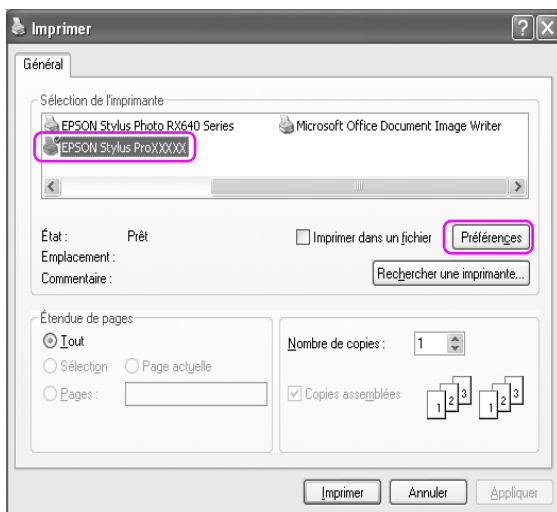 Imprimer
Général
Sélection de l'imprimante
EPSON Stylus Photo RX640 Series
Microsoft Office Document Image Writer
EPSON Stylus ProXXXXX
État : Prêt
Imprimer dans un fichier
Préférences
Emplacement :
Commentaire :
Rechercher une imprimante...
Étendue de pages
Tout
Sélection
Page actuelle
Pages :
Nombre de copies : 1
Copies assemblées
1 2 3 1 2 3
Imprimer
Annuler
Appliquer